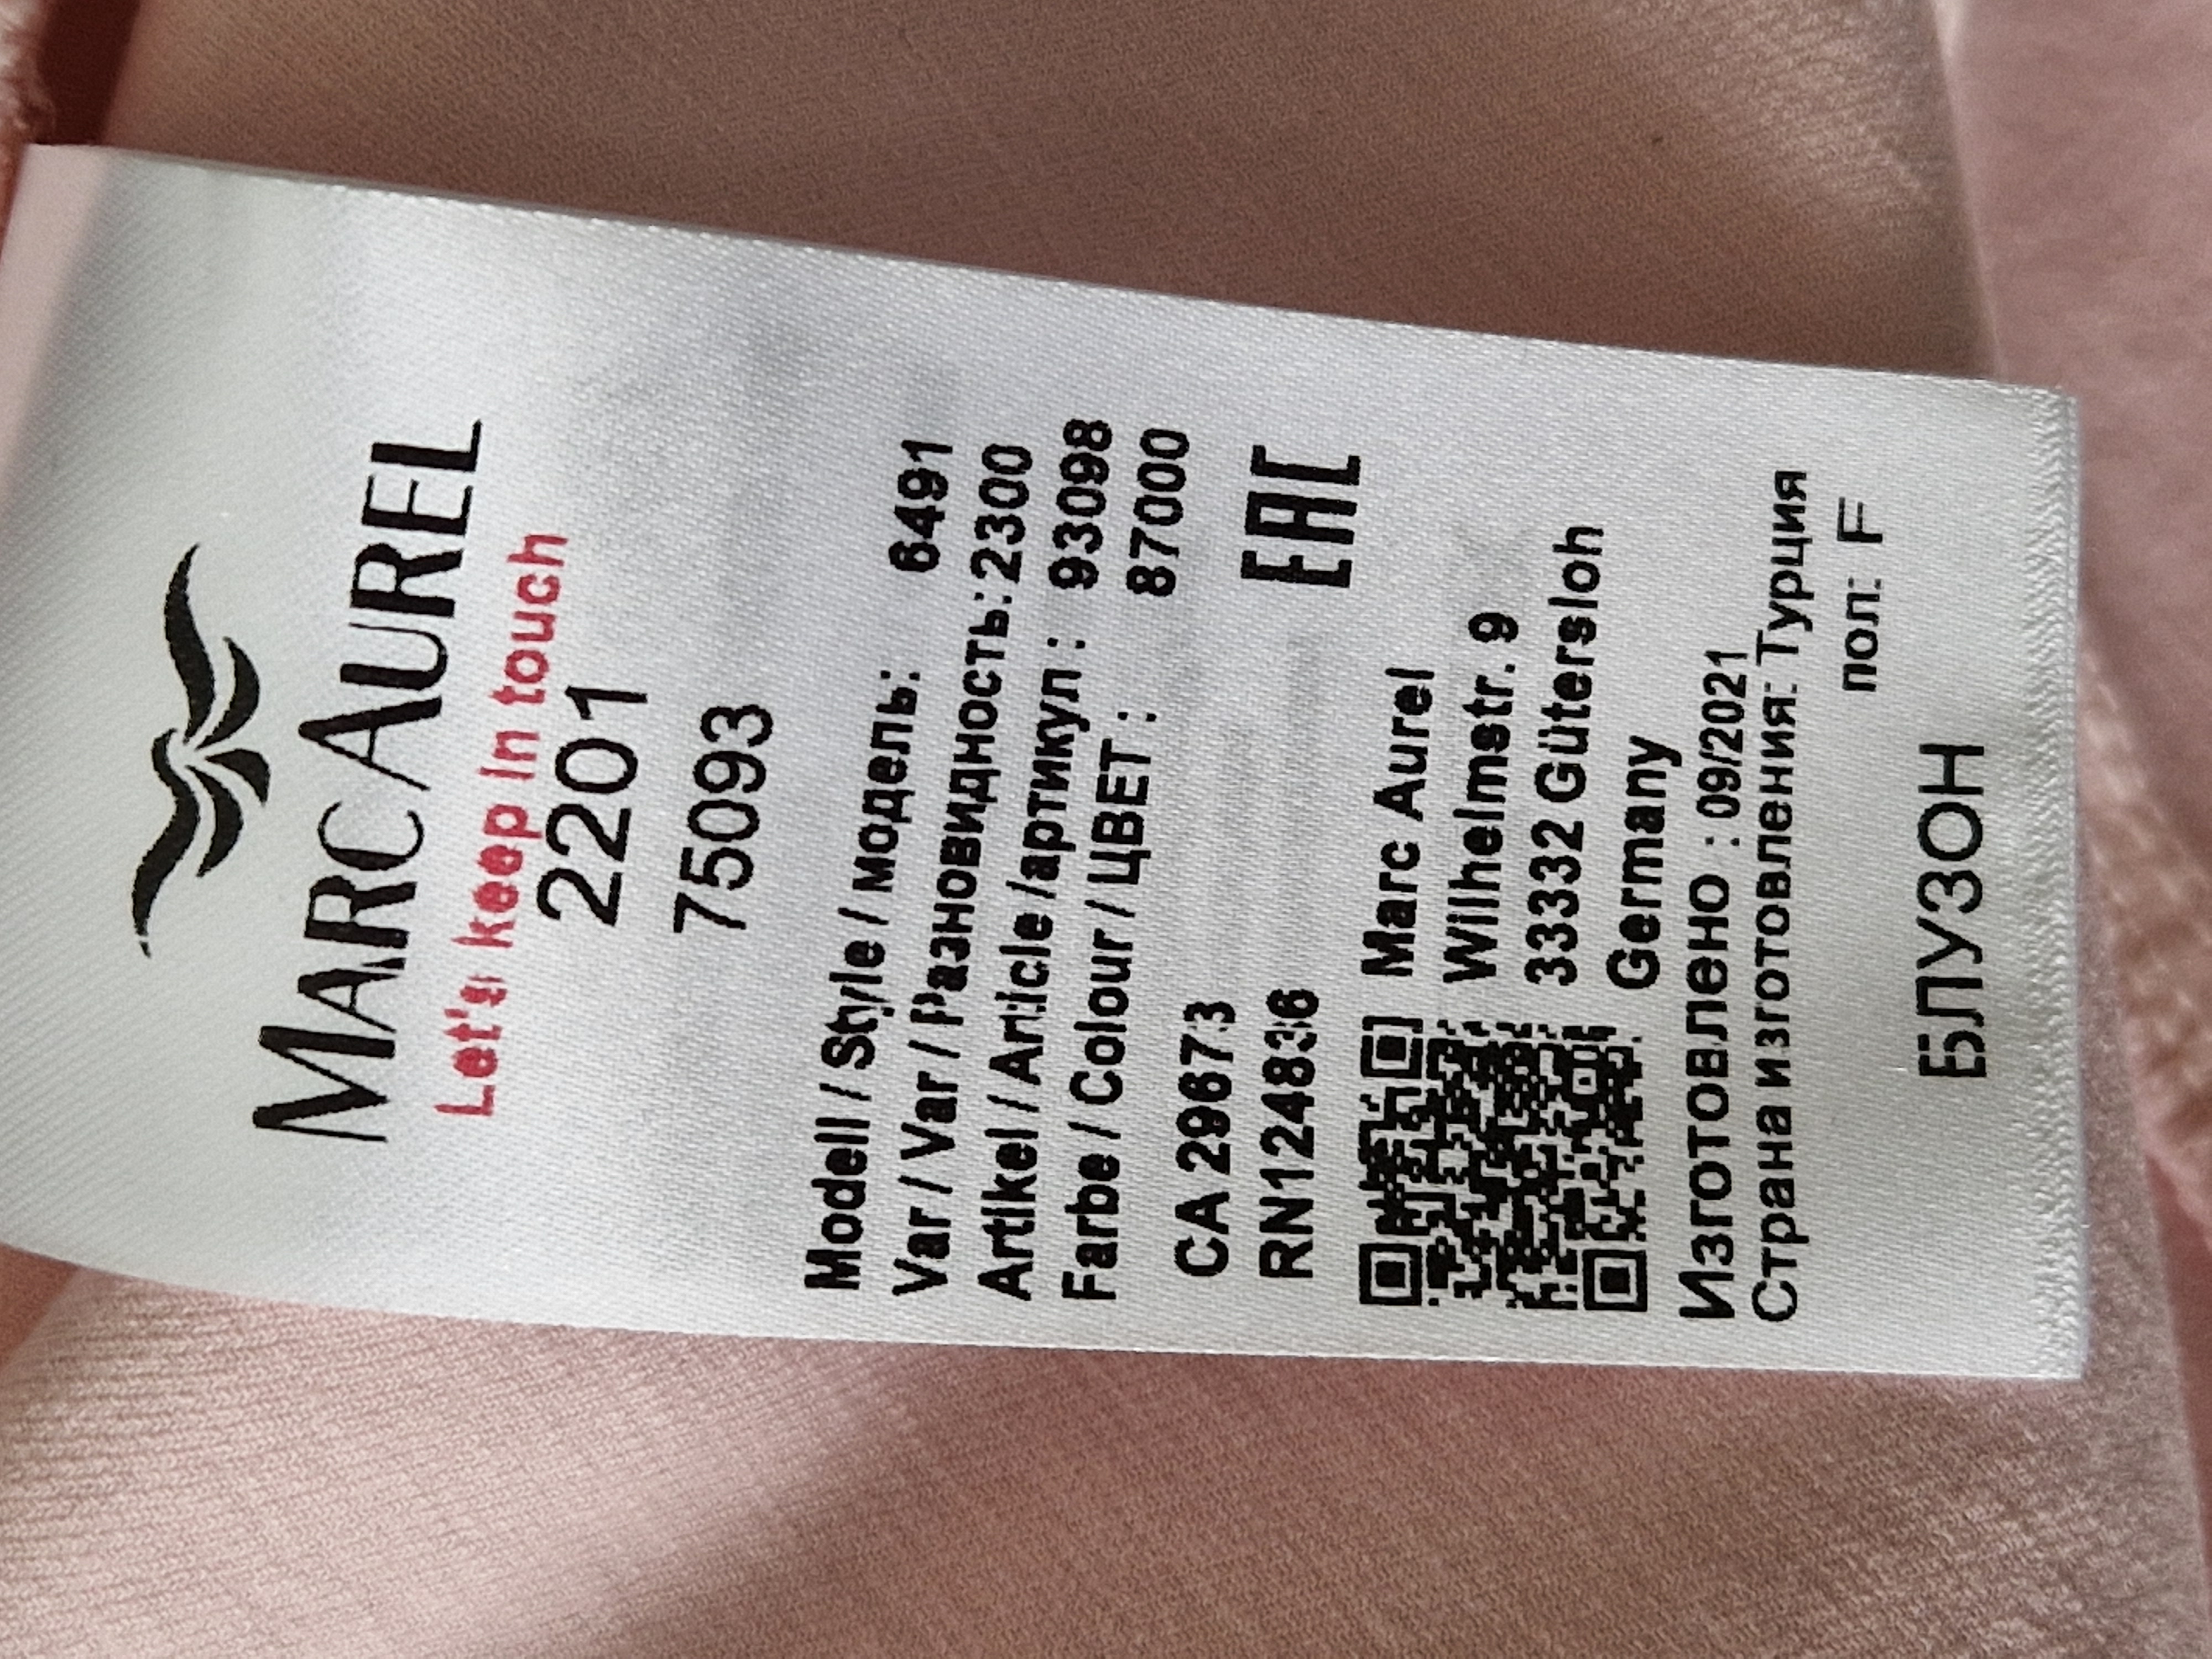 MARC AUREL
Let's keep in touch
2201
75093
Modell / Style / модель: 6491
Var / Var / Разновидность: 2300
Artikel / Article /артикул : 93098
Farbe / Colour / ЦВЕТ : 87000
CA 29673
RN124836 EAC
Marc Aurel
Wilhelmstr. 9
33332 Gütersloh
Germany
Изготовлено : 09/2021
Страна изготовления: Турция
пол: F
БЛУЗОН